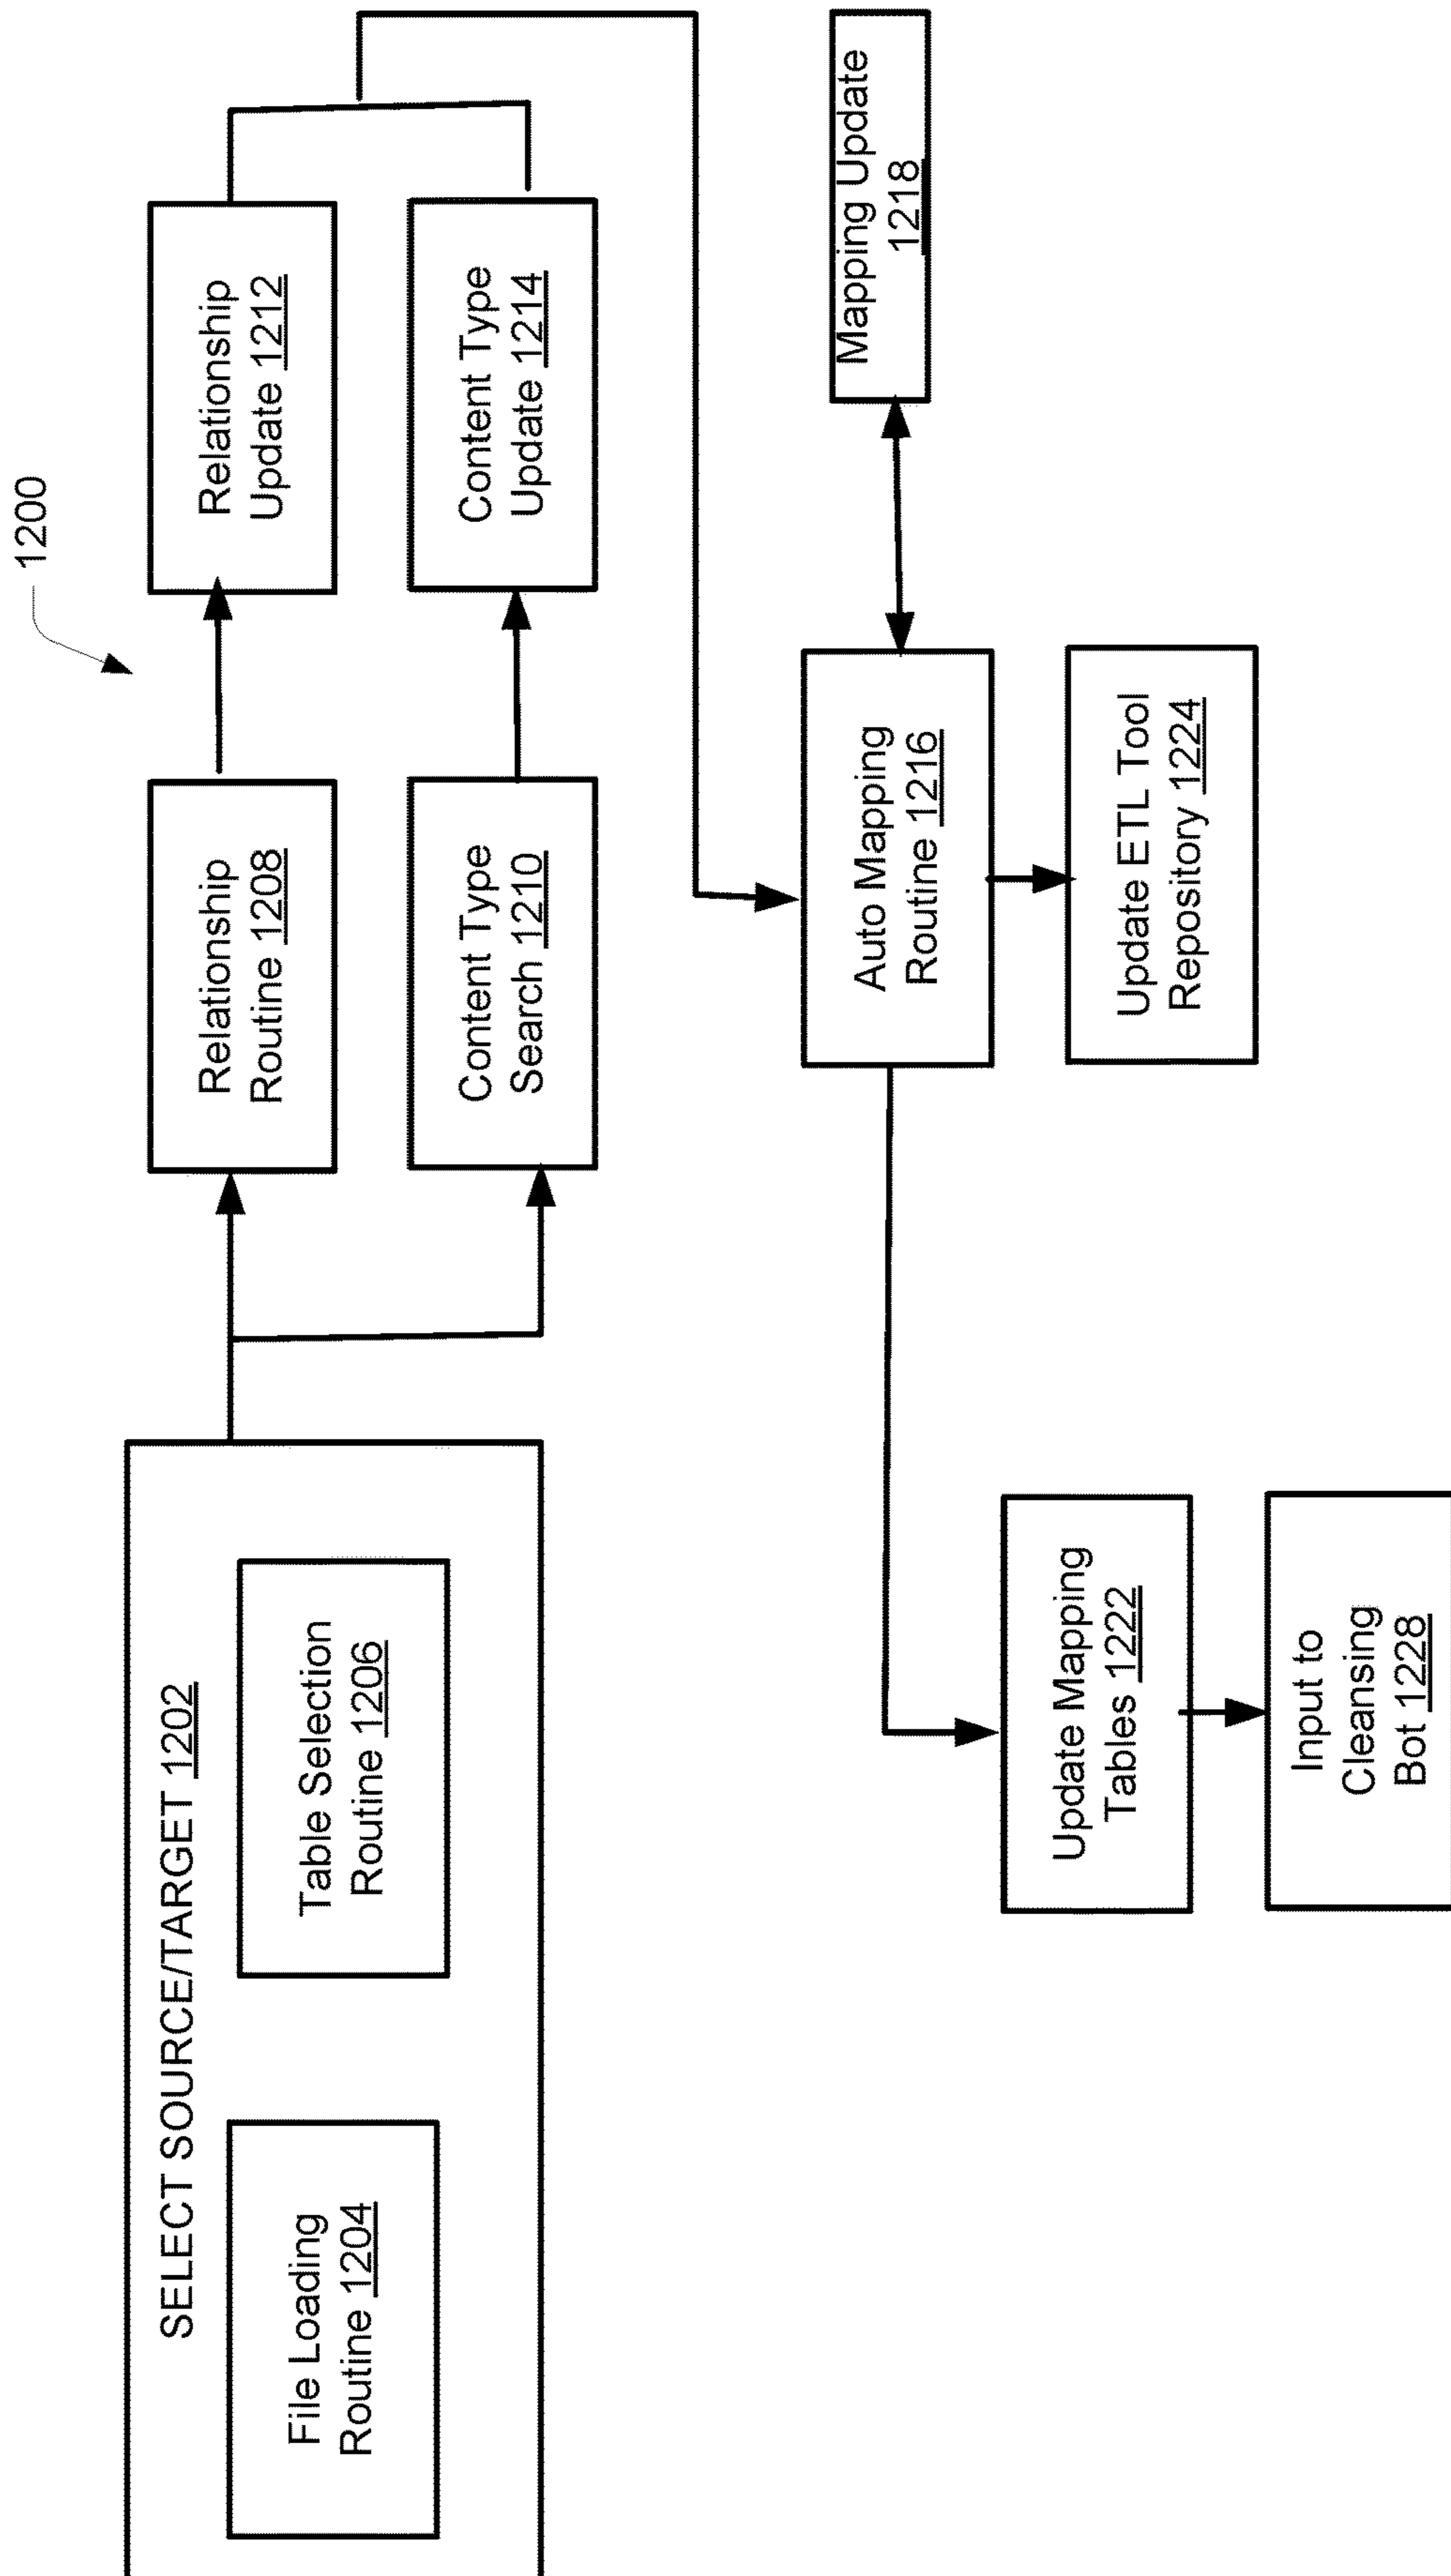 1200
SELECT SOURCE/TARGET 1202
File Loading
Routine 1204
Table Selection
Routine 1206
Relationship
Routine 1208
Relationship
Update 1212
Content Type
Search 1210
Content Type
Update 1214
Auto Mapping
Routine 1216
Mapping Update
1218
Update Mapping
Tables 1222
Update ETL Tool
Repository 1224
Input to
Cleansing
Bot 1228